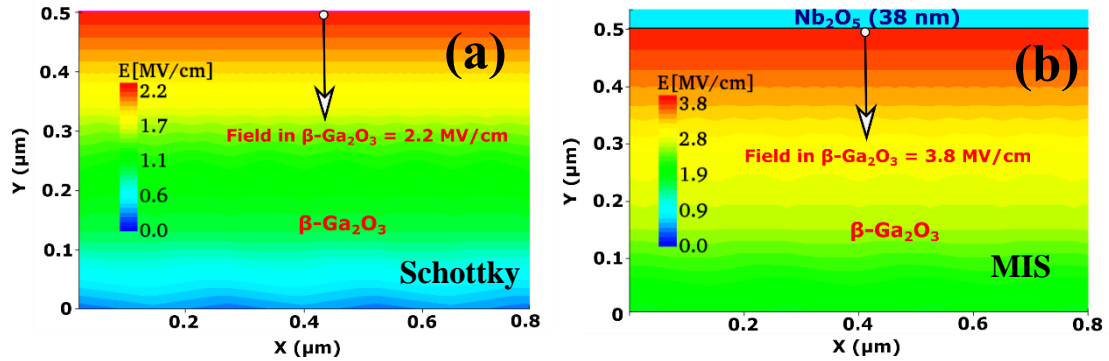 (a)
E[MV/cm]
2.2
1.7
1.1
0.6
0.0
Field in β-Ga₂O₃ = 2.2 MV/cm
β-Ga₂O₃
Schottky
Y (µm)
0.5
0.4
0.3
0.2
0.1
0
0.2
0.4
0.6
0.8
X (µm)
Nb₂O₅ (38 nm)
(b)
E[MV/cm]
3.8
2.8
1.9
0.9
0.0
Field in β-Ga₂O₃ = 3.8 MV/cm
β-Ga₂O₃
MIS
Y (µm)
0.5
0.4
0.3
0.2
0.1
0
0.2
0.4
0.6
0.8
X (µm)